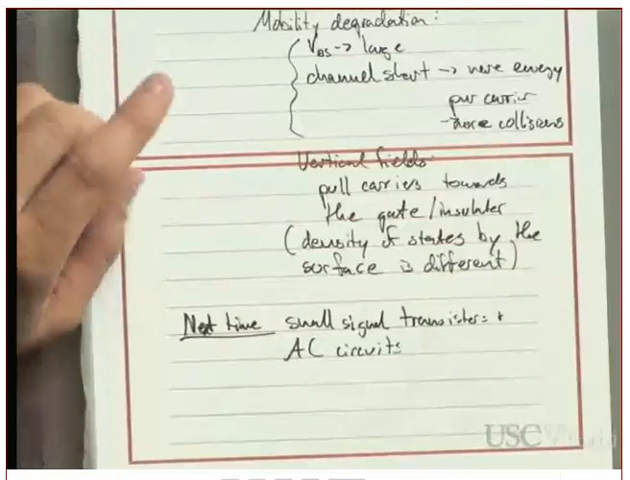 Mobility degradation:
V_DS -> large
channel short -> more energy
per carrier
- more collisions
Vertical fields:
pull carriers towards
the gate/insulator
(density of states by the
surface is different)
Next time small signal transistors +
AC circuits
USC